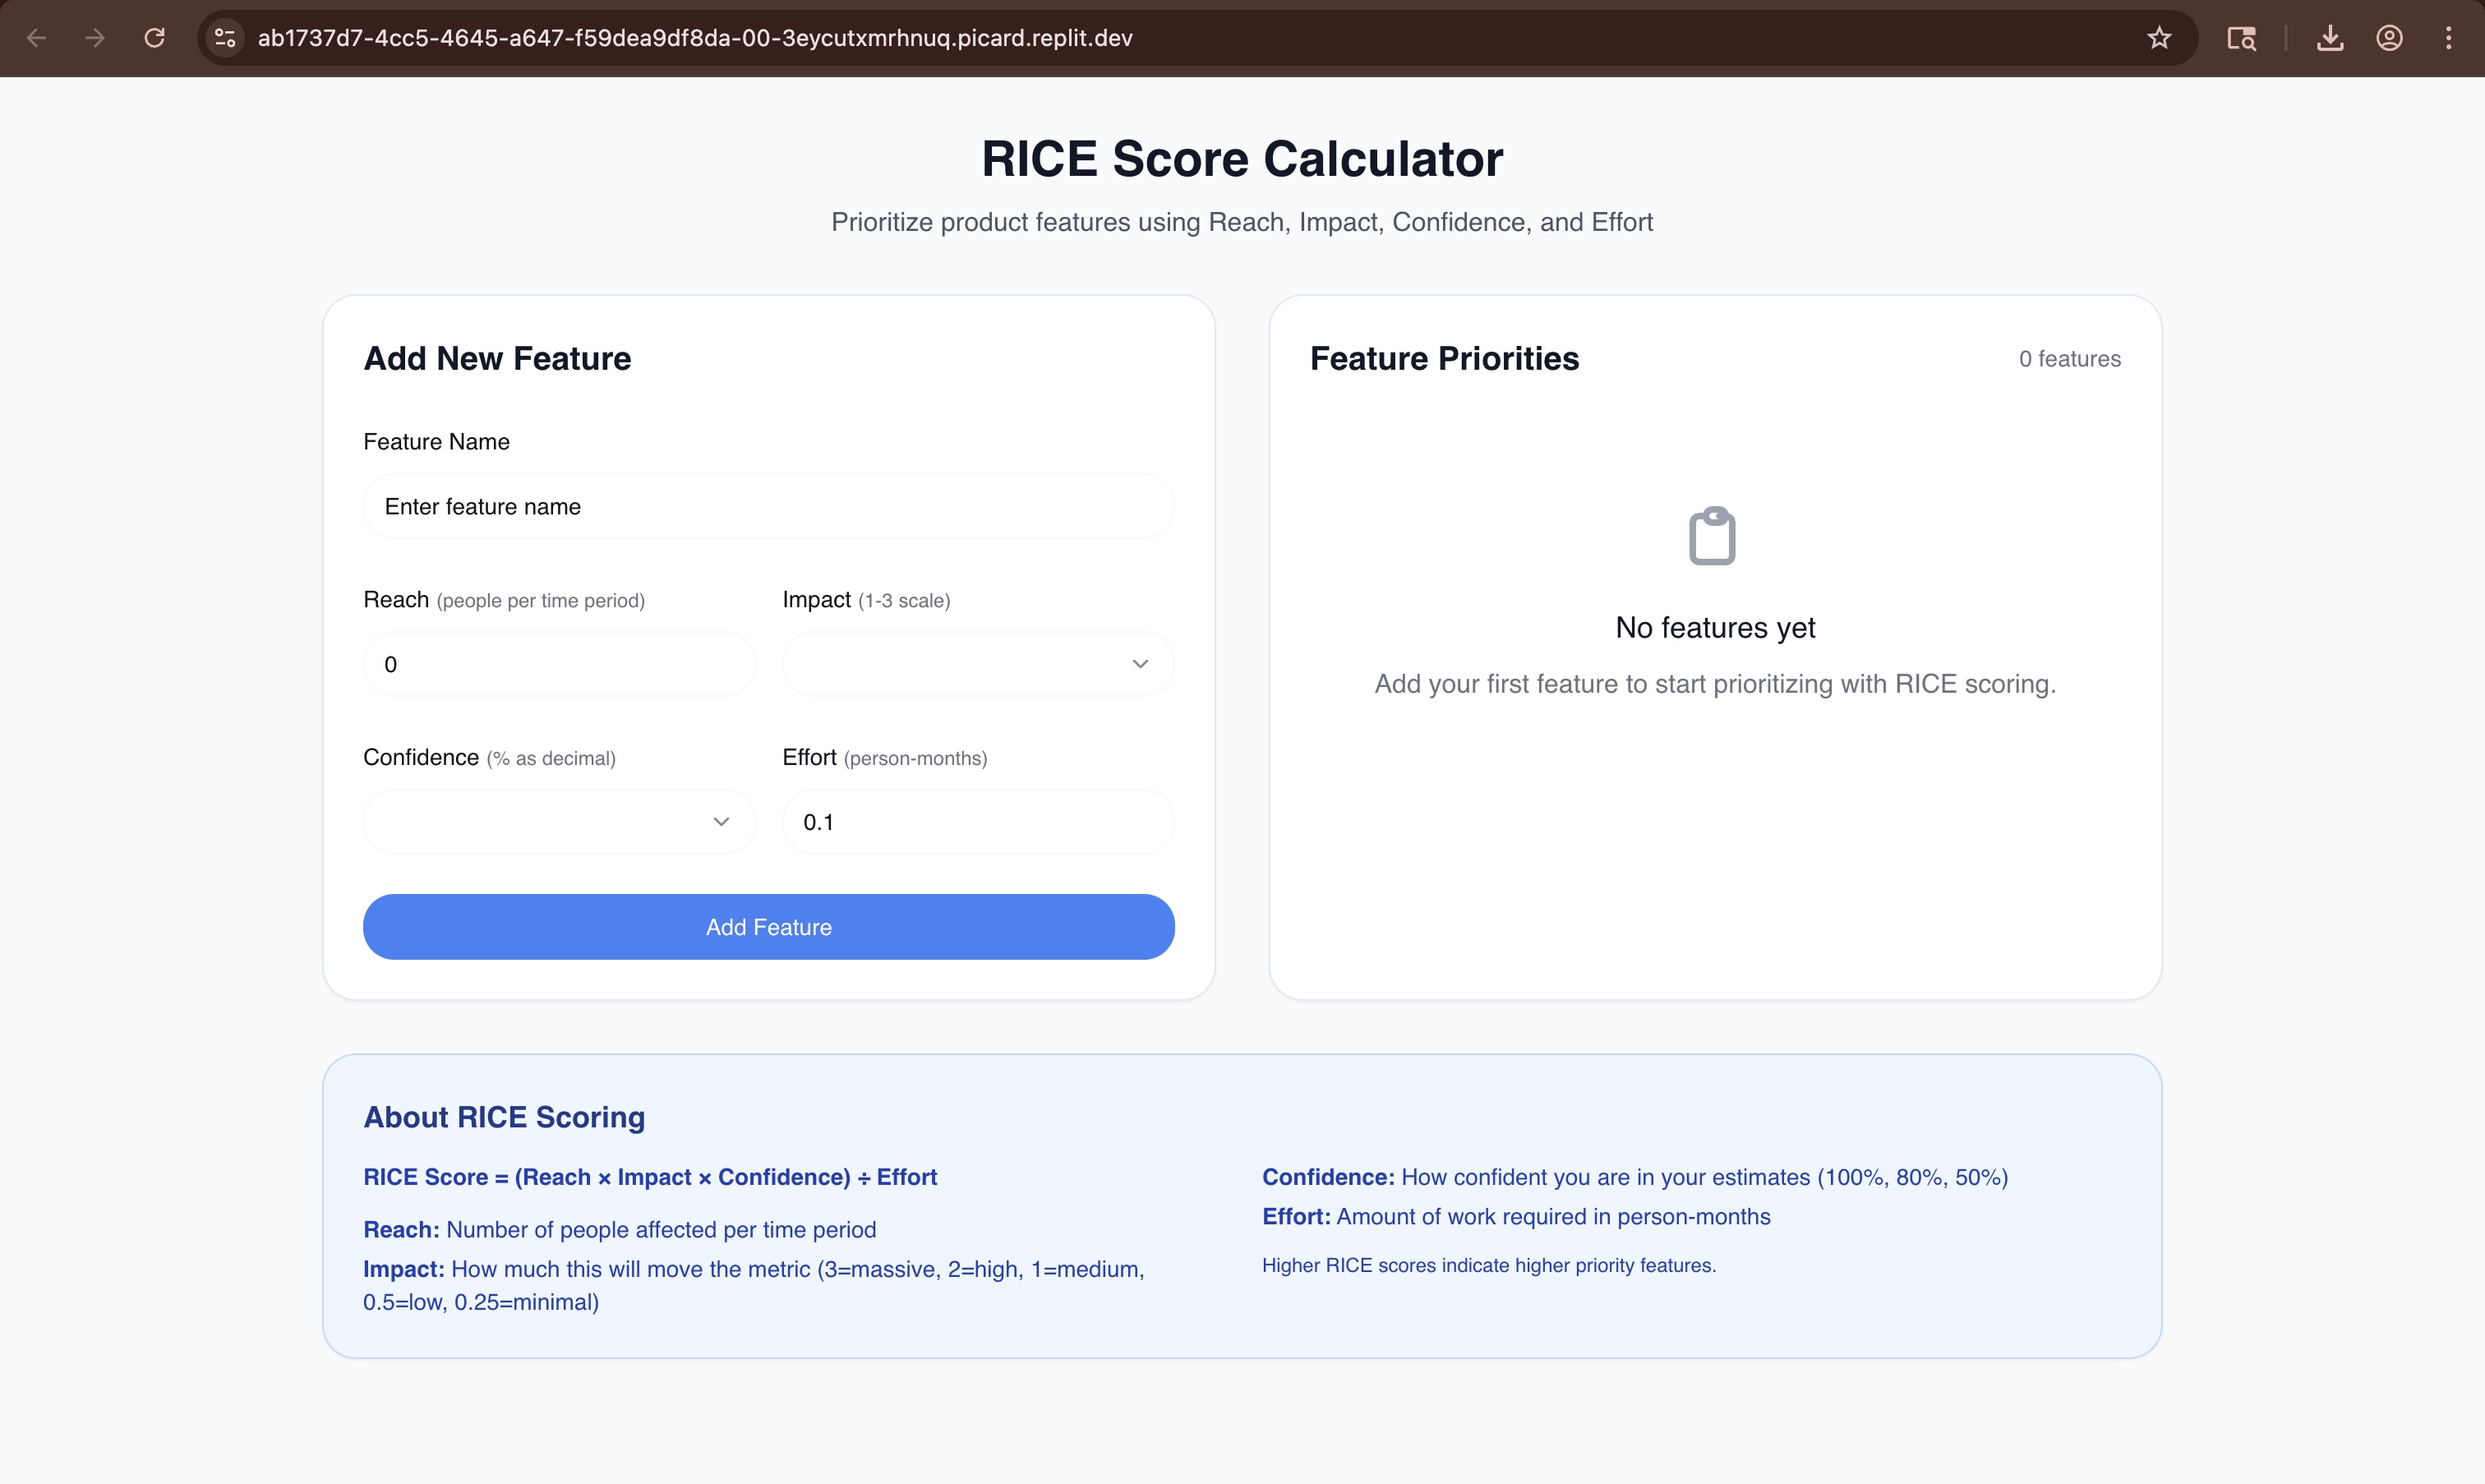 ab1737d7-4cc5-4645-a647-f59dea9df8da-00-3eycutxmrhnuq.picard.replit.dev
RICE Score Calculator
Prioritize product features using Reach, Impact, Confidence, and Effort
Add New Feature
Feature Name
Enter feature name
Reach (people per time period)
Impact (1-3 scale)
0
Confidence (% as decimal)
Effort (person-months)
0.1
Add Feature
Feature Priorities
0 features
No features yet
Add your first feature to start prioritizing with RICE scoring.
About RICE Scoring
RICE Score = (Reach × Impact × Confidence) ÷ Effort
Reach: Number of people affected per time period
Impact: How much this will move the metric (3=massive, 2=high, 1=medium,
0.5=low, 0.25=minimal)
Confidence: How confident you are in your estimates (100%, 80%, 50%)
Effort: Amount of work required in person-months
Higher RICE scores indicate higher priority features.